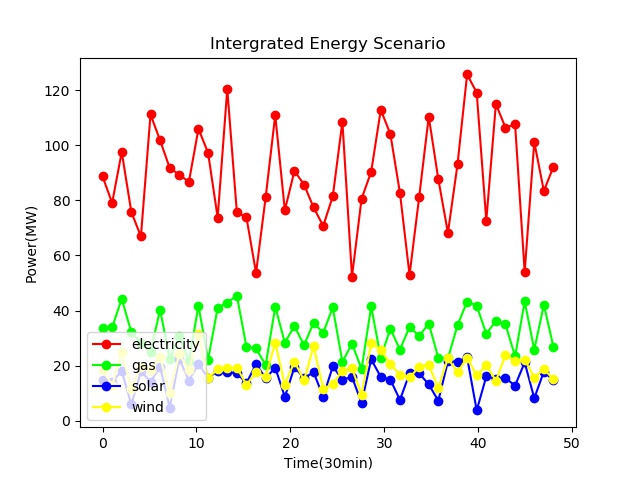 Intergrated Energy Scenario
Power(MW)
120
100
80
60
40
20
0
electricity
gas
solar
wind
0 10 20 30 40 50
Time(30min)